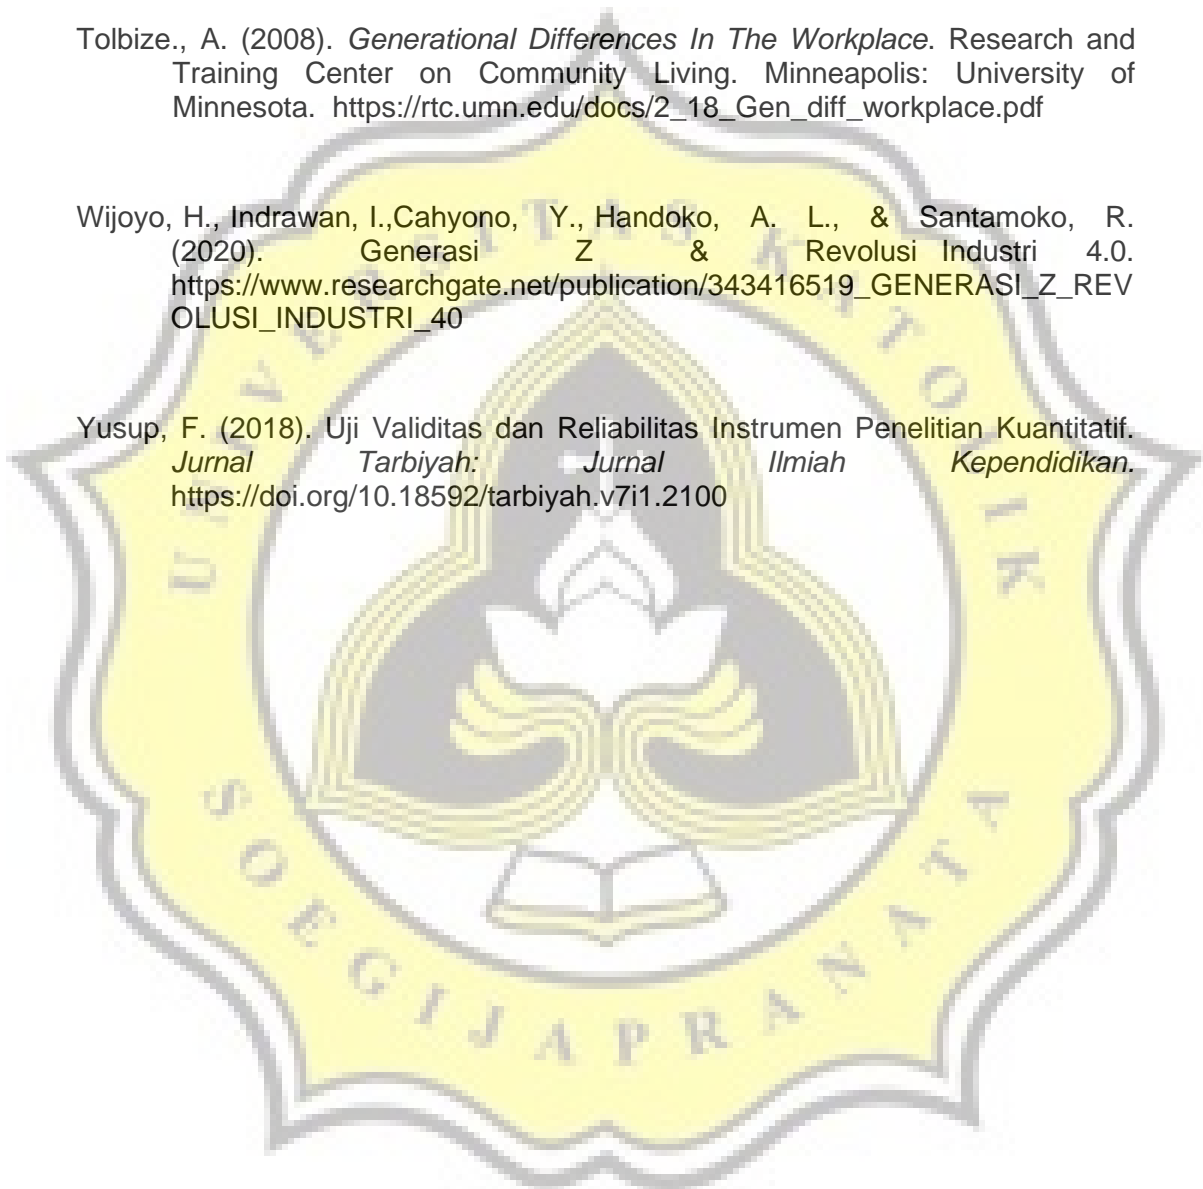 Tolbize., A. (2008). Generational Differences In The Workplace. Research and
Training Center on Community Living. Minneapolis: University of
Minnesota. https://rtc.umn.edu/docs/2_18_Gen_diff_workplace.pdf
Wijoyo, H., Indrawan, I.,Cahyono, Y., Handoko, A. L., & Santamoko, R.
(2020). Generasi Z & Revolusi Industri 4.0.
https://www.researchgate.net/publication/343416519_GENERASI_Z_REV
OLUSI_INDUSTRI_40
Yusup, F. (2018). Uji Validitas dan Reliabilitas Instrumen Penelitian Kuantitatif.
Jurnal Tarbiyah: Jurnal Ilmiah Kependidikan.
https://doi.org/10.18592/tarbiyah.v7i1.2100
UNIVERSITAS KATOLIK
SOEGIJAPRANATA